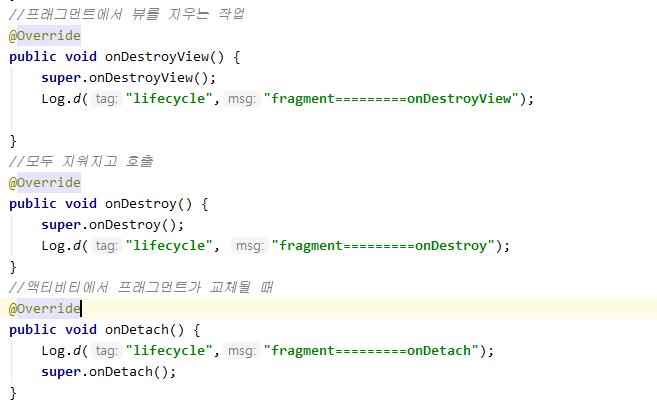 //프래그먼트에서 뷰를 지우는 작업
@Override
public void onDestroyView() {
super.onDestroyView();
Log.d( tag: "lifecycle", msg: "fragment=========onDestroyView");
}
//모두 지워지고 호출
@Override
public void onDestroy() {
super.onDestroy();
Log.d( tag: "lifecycle", msg: "fragment=========onDestroy");
}
//액티비티에서 프래그먼트가 교체될 때
@Override
public void onDetach() {
Log.d( tag: "lifecycle", msg: "fragment=========onDetach");
super.onDetach();
}